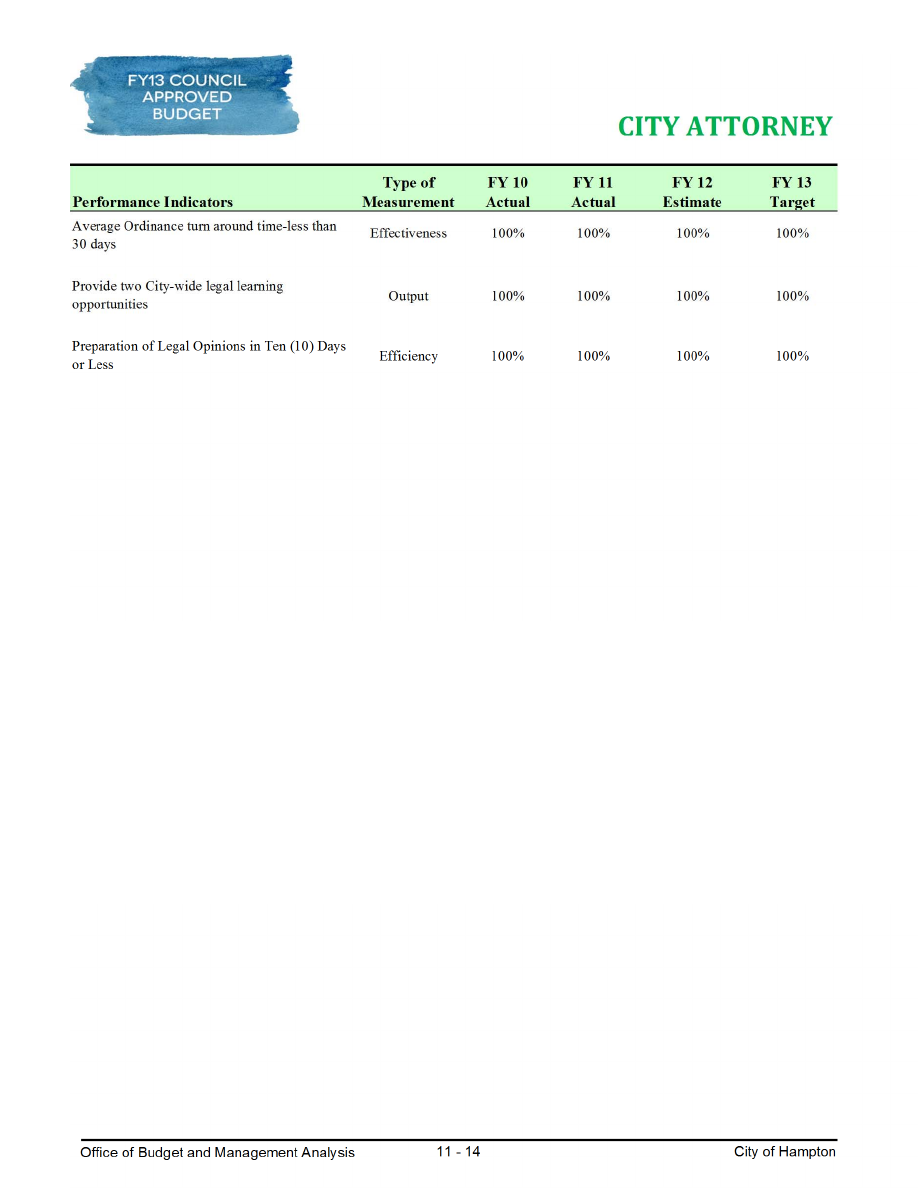 FY13 COUNCIL
APPROVED
BUDGET
CITY ATTORNEY
Performance Indicators Type of Measurement FY 10 Actual FY 11 Actual FY 12 Estimate FY 13 Target
Average Ordinance turn around time-less than
30 days Effectiveness 100% 100% 100% 100%
Provide two City-wide legal learning
opportunities Output 100% 100% 100% 100%
Preparation of Legal Opinions in Ten (10) Days
or Less Efficiency 100% 100% 100% 100%
Office of Budget and Management Analysis 11 - 14 City of Hampton